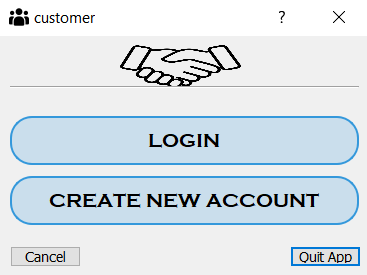 customer
?
LOGIN
CREATE NEW ACCOUNT
Cancel
Quit App